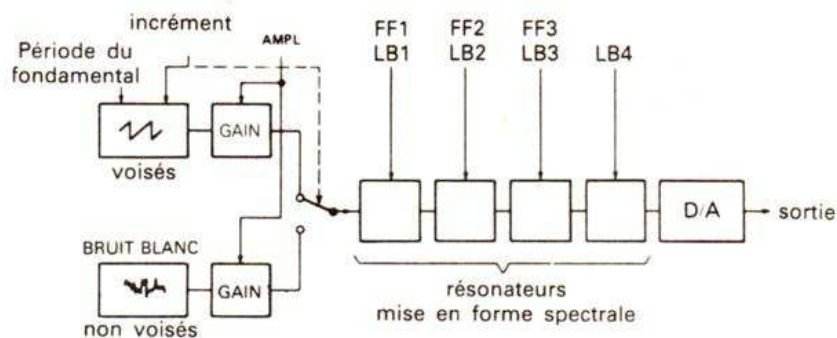 incrément
AMPL
Période du
fondamental
GAIN
voisés
FF1
LB1
FF2
LB2
FF3
LB3
LB4
D/A
sortie
BRUIT BLANC
GAIN
non voisés
résonateurs
mise en forme spectrale